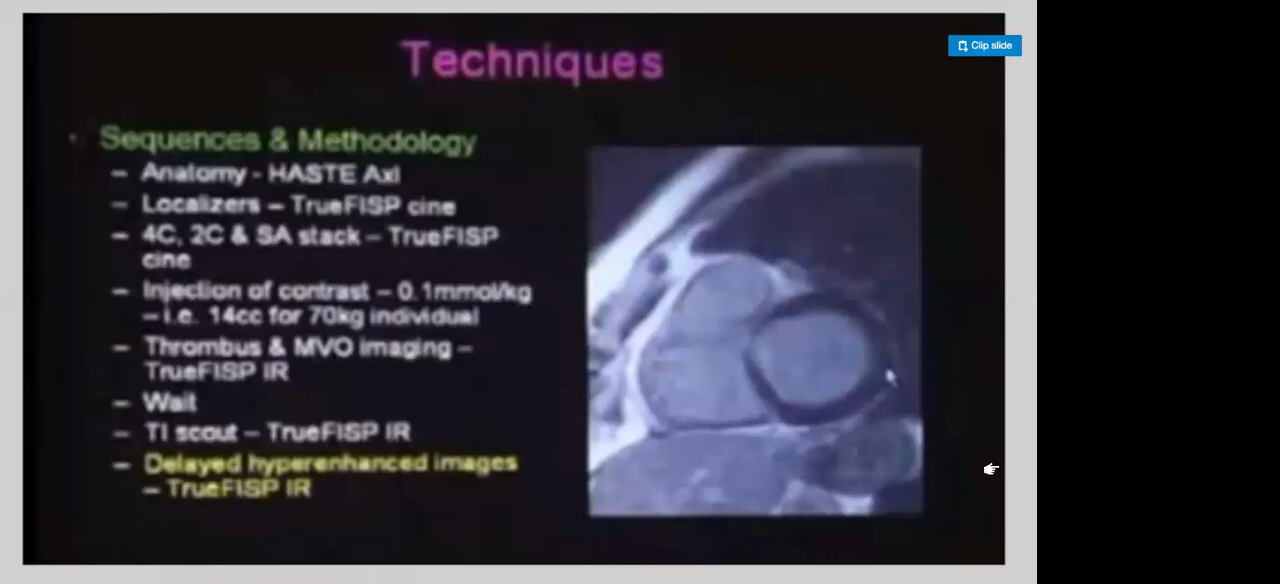 Clip slide
Techniques
Sequences & Methodology
– Anatomy - HASTE Axl
– Localizers – TrueFISP cine
– 4C, 2C & SA stack – TrueFISP
cine
– Injection of contrast – 0.1mmol/kg
– i.e. 14cc for 70kg individual
– Thrombus & MVO imaging –
TrueFISP IR
– Wait
– TI scout – TrueFISP IR
– Delayed hyperenhanced images
– TrueFISP IR